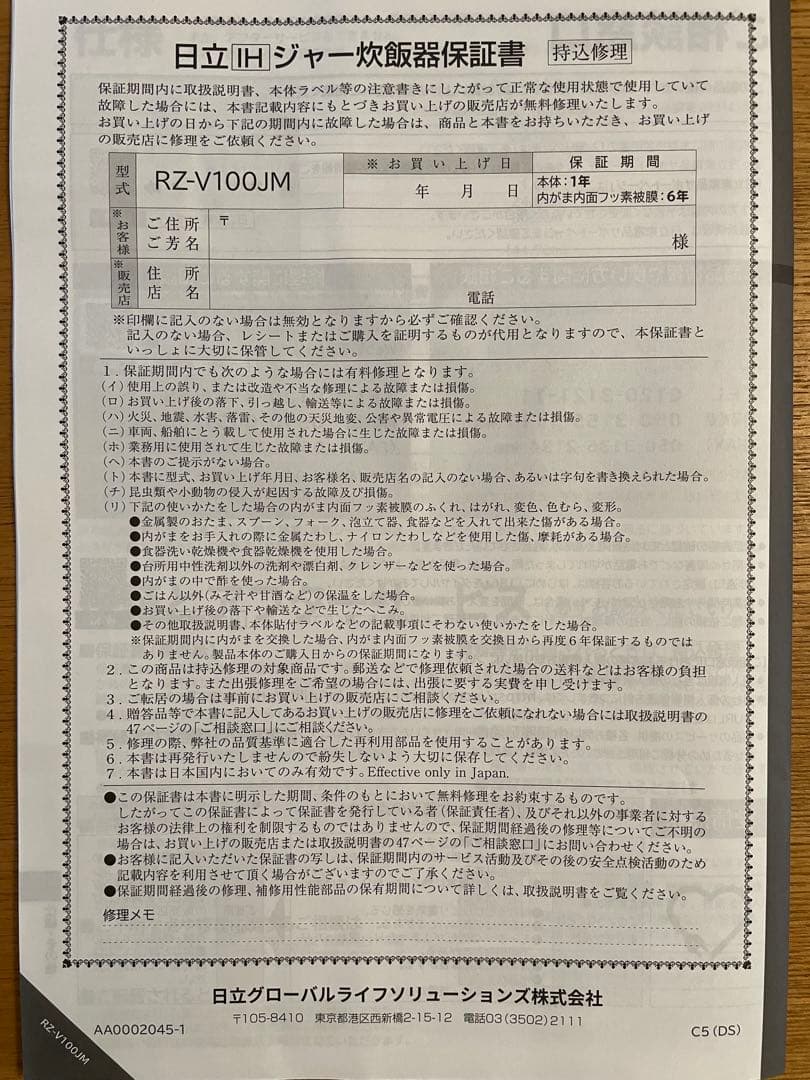 日立IHジャー炊飯器保証書 持込修理
保証期間内に取扱説明書、本体ラベル等の注意書きにしたがって正常な使用状態で使用していて
故障した場合には、本書記載内容にもとづきお買い上げの販売店が無料修理いたします。
お買い上げの日から下記の期間内に故障した場合は、商品と本書をお持ちいただき、お買い上げ
の販売店に修理をご依頼ください。
型式 RZ-V100JM ※お買い上げ日 保証期間
年 月 日 本体:1年
内がま内面フッ素被膜:6年
※お客様 ご住所 〒
ご芳名 様
※販売店 住所
店名 電話
※印欄に記入のない場合は無効となりますから必ずご確認ください。
記入のない場合、レシートまたはご購入を証明するものが代用となりますので、本保証書と
いっしょに大切に保管してください。
1.保証期間内でも次のような場合には有料修理となります。
(イ)使用上の誤り、または改造や不当な修理による故障または損傷。
(ロ)お買い上げ後の落下、引っ越し、輸送等による故障または損傷。
(ハ)火災、地震、水害、落雷、その他の天災地変、公害や異常電圧による故障または損傷。
(ニ)車両、船舶にとう載して使用された場合に生じた故障または損傷。
(ホ)業務用に使用されて生じた故障または損傷。
(ヘ)本書のご提示がない場合。
(ト)本書に型式、お買い上げ年月日、お客様名、販売店名の記入のない場合、あるいは字句を書き換えられた場合。
(チ)昆虫類や小動物の侵入が起因する故障及び損傷。
(リ)下記の使いかたをした場合の内がま内面フッ素被膜のふくれ、はがれ、変色、色むら、変形。
●金属製のおたま、スプーン、フォーク、泡立て器、食器などを入れて出来た傷がある場合。
●内がまをお手入れの際に金属たわし、ナイロンたわしなどを使用した傷、摩耗がある場合。
●食器洗い乾燥機や食器乾燥機を使用した場合。
●台所用中性洗剤以外の洗剤や漂白剤、クレンザーなどを使った場合。
●内がまの中で酢を使った場合。
●ごはん以外(みそ汁や甘酒など)の保温をした場合。
●お買い上げ後の落下や輸送などで生じたへこみ。
●その他取扱説明書、本体貼付ラベルなどの記載事項にそわない使いかたをした場合。
※保証期間内に内がまを交換した場合、内がま内面フッ素被膜を交換日から再度6年保証するものでは
ありません。製品本体のご購入日からの保証期間になります。
2.この商品は持込修理の対象商品です。郵送などで修理依頼された場合の送料などはお客様の負担
となります。また出張修理をご希望の場合には、出張に要する実費を申し受けます。
3.ご転居の場合は事前にお買い上げの販売店にご相談ください。
4.贈答品等で本書に記入してあるお買い上げの販売店に修理をご依頼になれない場合には取扱説明書の
47ページの「ご相談窓口」にご相談ください。
5.修理の際、弊社の品質基準に適合した再利用部品を使用することがあります。
6.本書は再発行いたしませんので紛失しないよう大切に保存してください。
7.本書は日本国内においてのみ有効です。Effective only in Japan.
●この保証書は本書に明示した期間、条件のもとにおいて無料修理をお約束するものです。
したがってこの保証書によって保証書を発行している者(保証責任者)、及びそれ以外の事業者に対する
お客様の法律上の権利を制限するものではありませんので、保証期間経過後の修理等についてご不明の
場合は、お買い上げの販売店または取扱説明書の47ページの「ご相談窓口」にお問い合わせください。
●お客様に記入いただいた保証書の写しは、保証期間内のサービス活動及びその後の安全点検活動のため
記載内容を利用させて頂く場合がございますのでご了承ください。
●保証期間経過後の修理、補修用性能部品の保有期間について詳しくは、取扱説明書をご覧ください。
修理メモ
日立グローバルライフソリューションズ株式会社
〒105-8410 東京都港区西新橋2-15-12 電話03(3502)2111
RZ-V100JM
AA0002045-1
C5(DS)